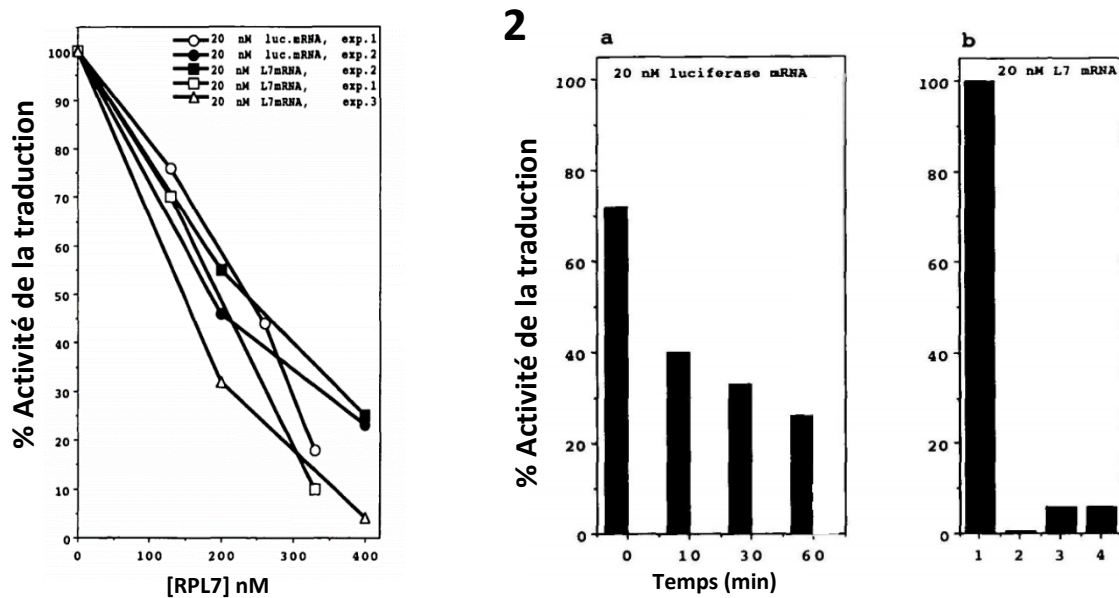 20 nM luc.mRNA, exp.1
20 nM luc.mRNA, exp.2
20 nM L7mRNA, exp.2
20 nM L7mRNA, exp.1
20 nM L7mRNA, exp.3
% Activité de la traduction
100
90
80
70
60
50
40
30
20
10
0
0 100 200 300 400
[RPL7] nM
2
a
20 nM luciferase mRNA
% Activité de la traduction
100
80
60
40
20
0
0 10 30 60
Temps (min)
b
20 nM L7 mRNA
100
80
60
40
20
0
1 2 3 4